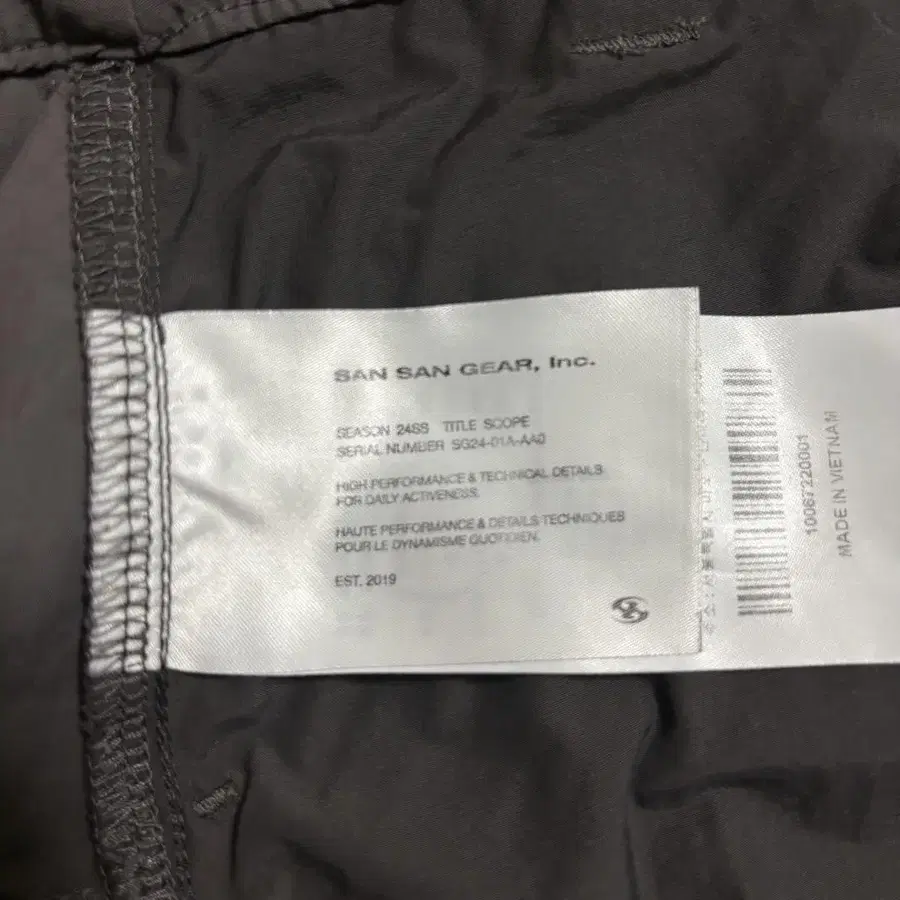 SAN SAN GEAR, Inc.
SEASON 24SS TITLE SCOPE
SERIAL NUMBER SG24-01A-AA0
HIGH PERFORMANCE & TECHNICAL DETAILS
FOR DAILY ACTIVENESS.
HAUTE PERFORMANCE & DETAILS TECHNIQUES
POUR LE DYNAMISME QUOTIDIEN.
EST. 2019
10087220001
MADE IN VIETNAM